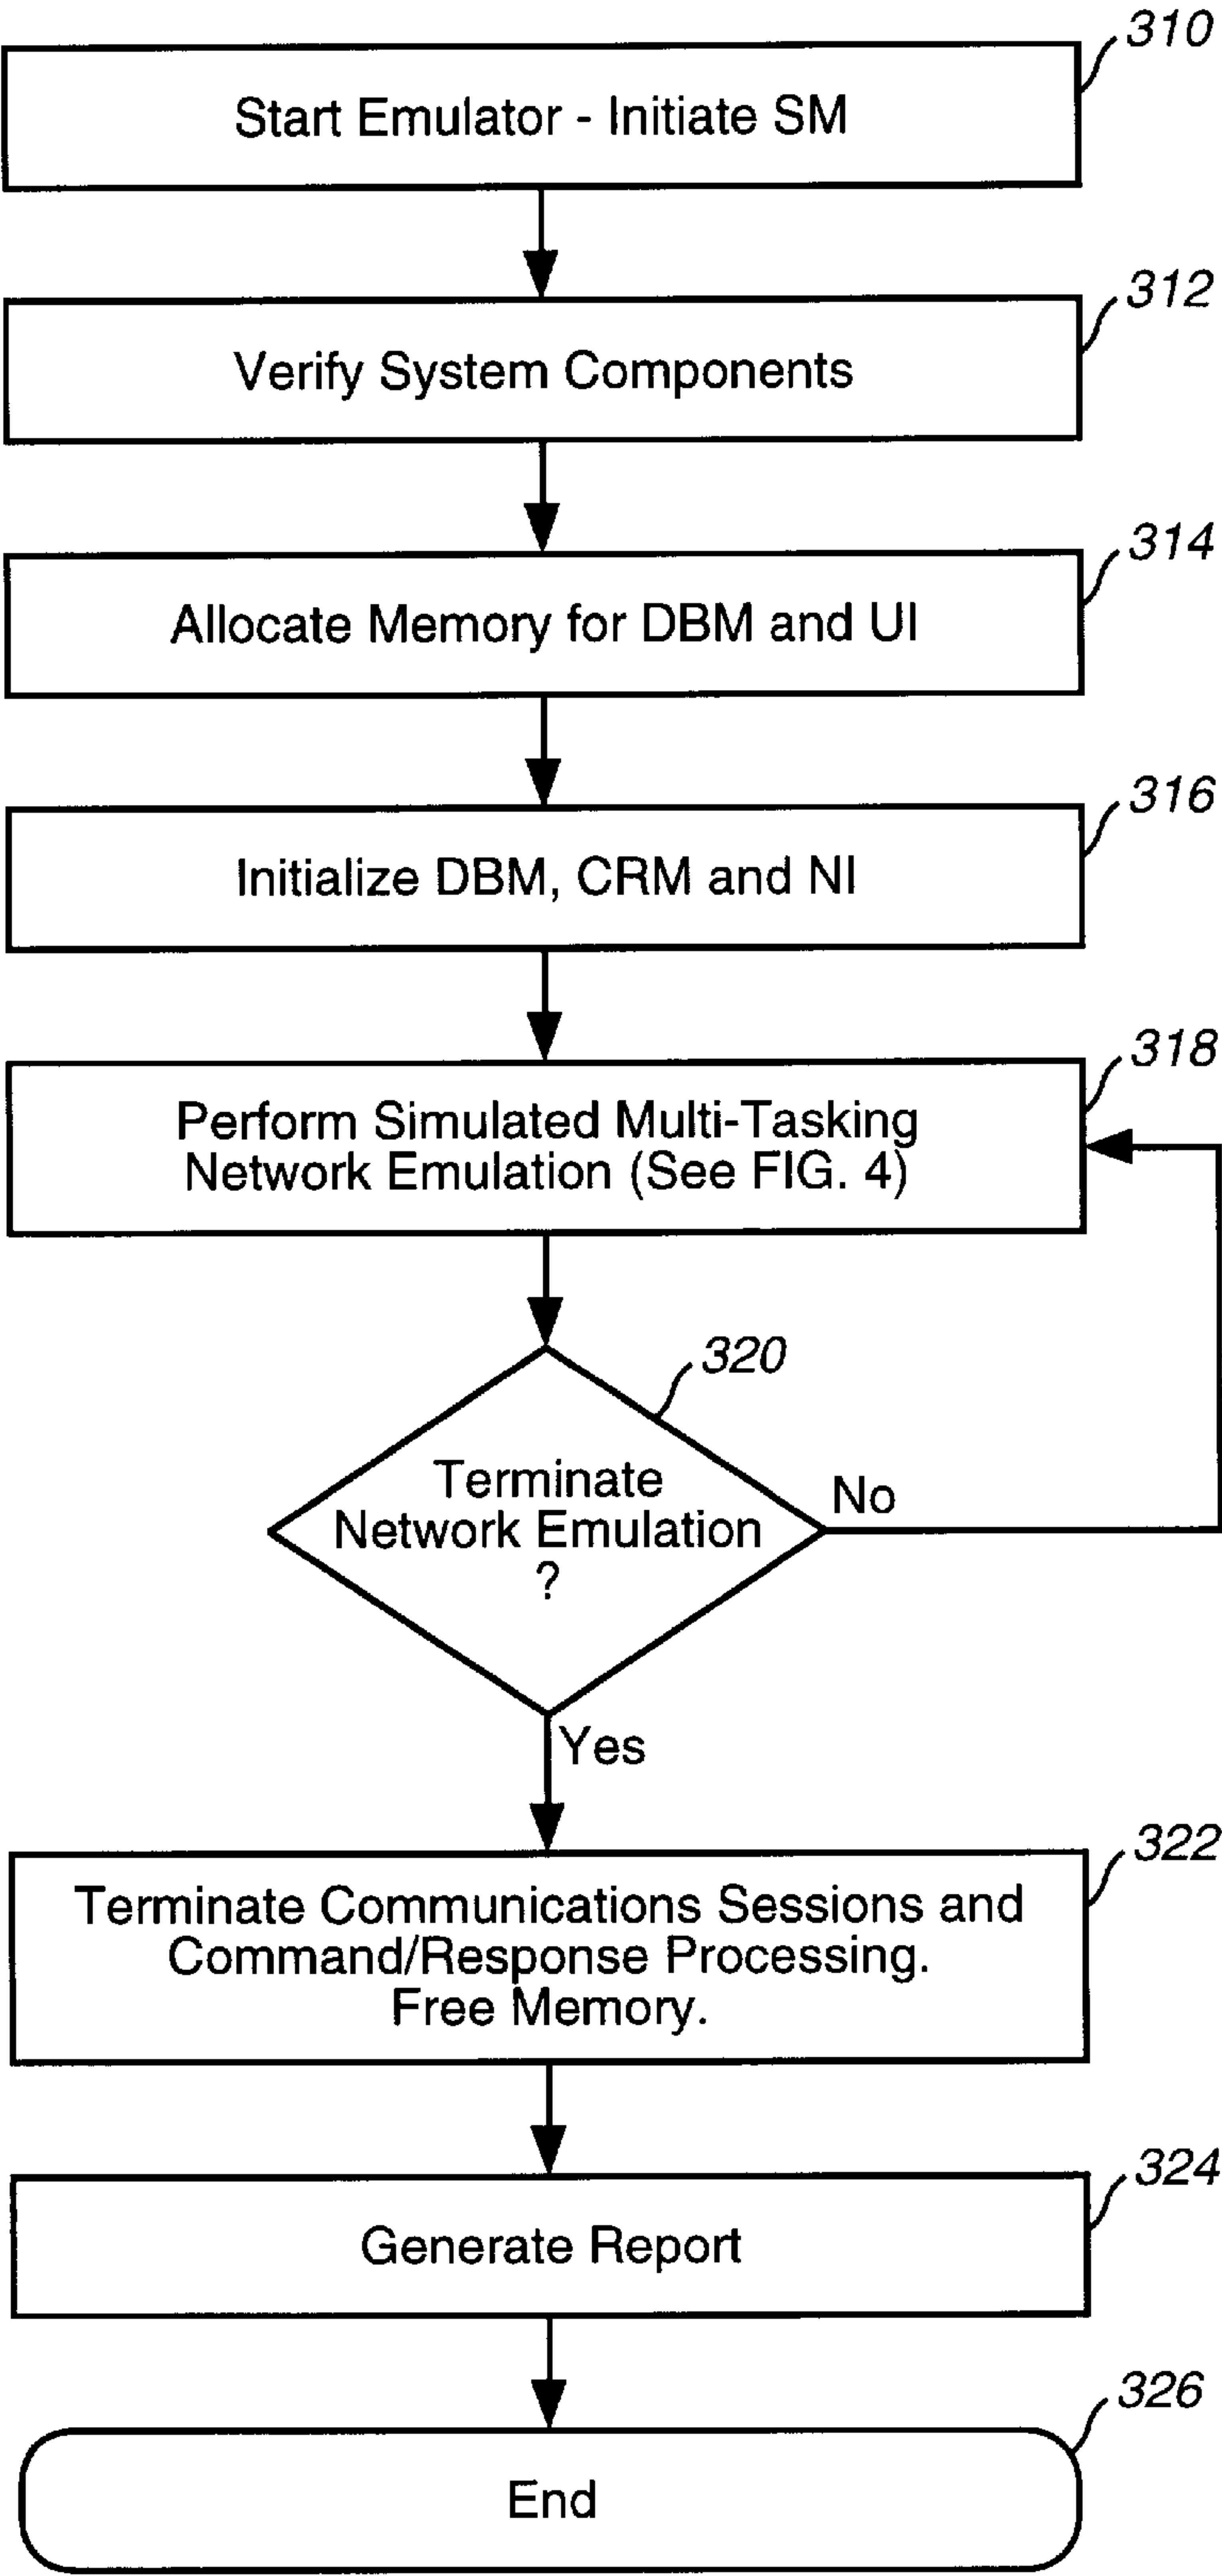 310
Start Emulator - Initiate SM
312
Verify System Components
314
Allocate Memory for DBM and UI
316
Initialize DBM, CRM and NI
318
Perform Simulated Multi-Tasking
Network Emulation (See FIG. 4)
320
Terminate
Network Emulation
?
No
Yes
322
Terminate Communications Sessions and
Command/Response Processing.
Free Memory.
324
Generate Report
326
End